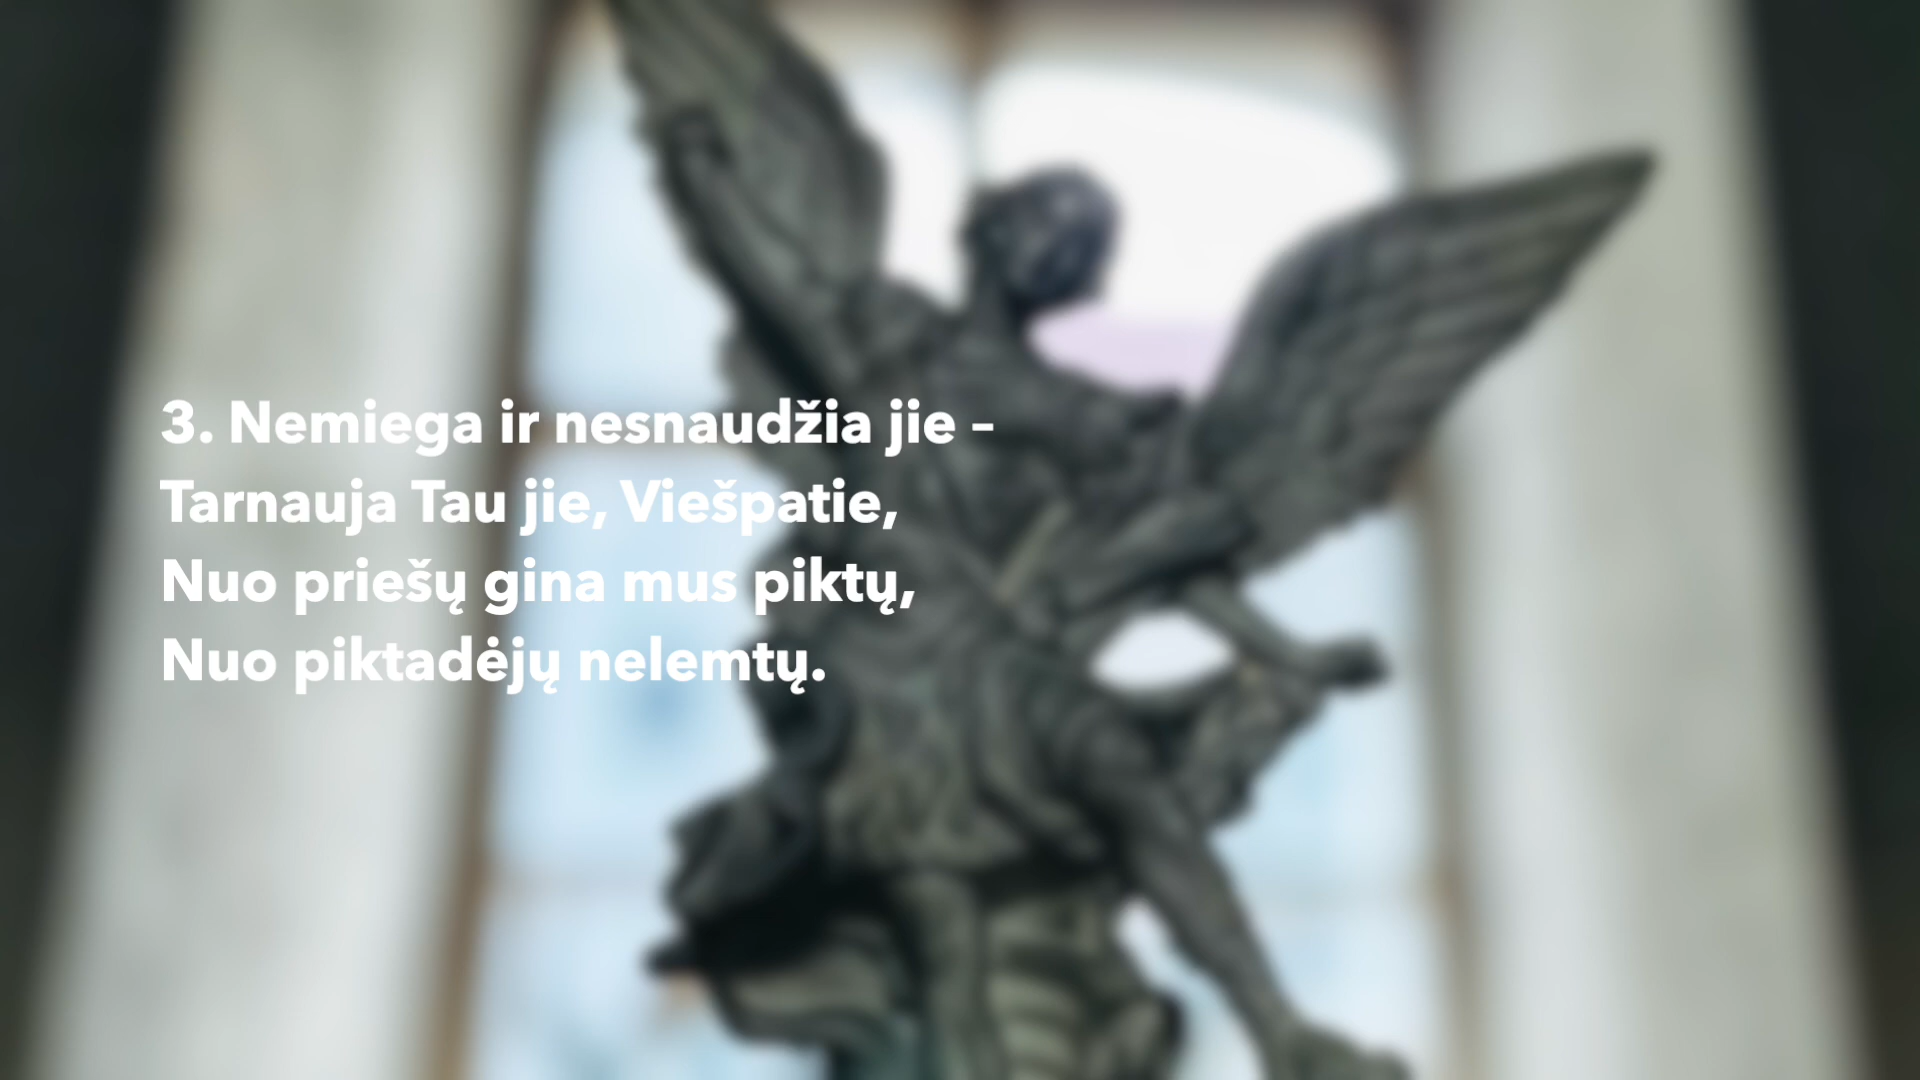 3. Nemiega ir nesnaudžia jie –
Tarnauja Tau jie, Viešpatie,
Nuo priešų gina mus piktų,
Nuo piktadėjų nelemtų.